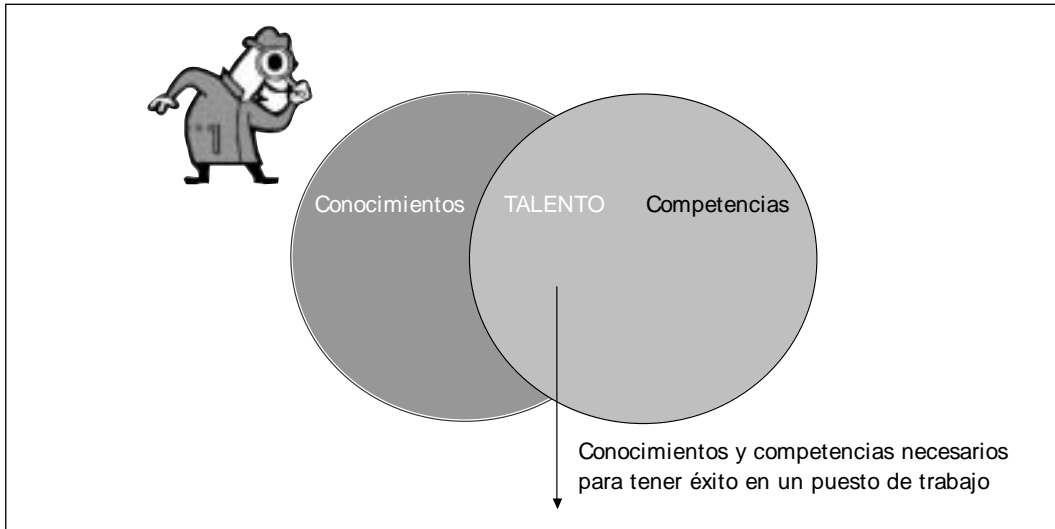 Conocimientos TALENTO Competencias
Conocimientos y competencias necesarios
para tener éxito en un puesto de trabajo